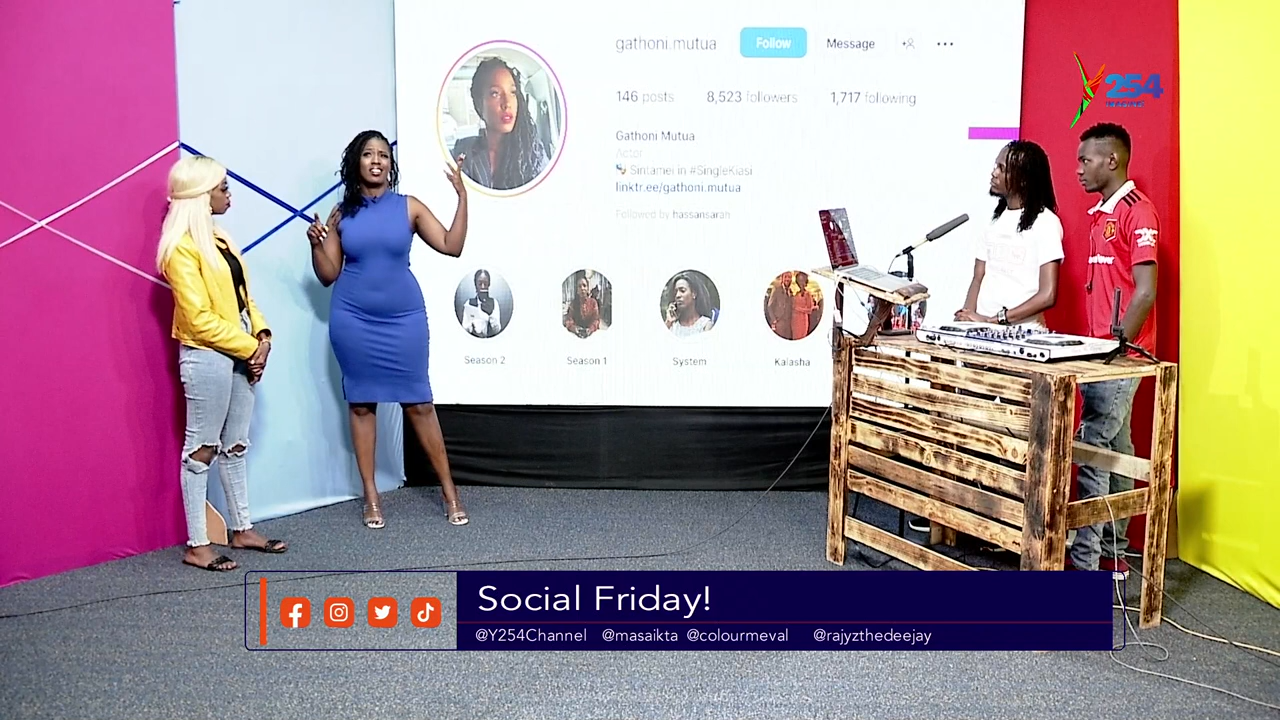 gathoni.mutua Follow Message
146 posts 8,523 followers 1,717 following
Gathoni Mutua
Actor
Sintamei in #SingleKiasi
linktr.ee/gathoni.mutua
Followed by hassansaran
Season 2 Season 1 System Kalasha
254
Social Friday!
@Y254Channel @masaikta @colourmeval @rajyzthedeejay